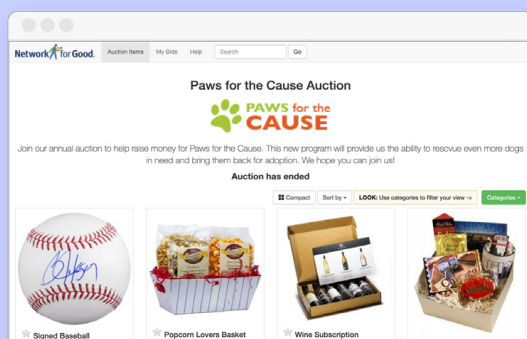 Network for Good.
Auction Items My Bids Help Search Go
Paws for the Cause Auction
PAWS for the
CAUSE
Join our annual auction to help raise money for Paws for the Cause. This new program will provide us the ability to rescvue even more dogs
in need and bring them back for adoption. We hope you can join us!
Auction has ended
Compact Sort by LOOK: Use categories to filter your view -> Categories
Signed Baseball Popcorn Lovers Basket Wine Subscription